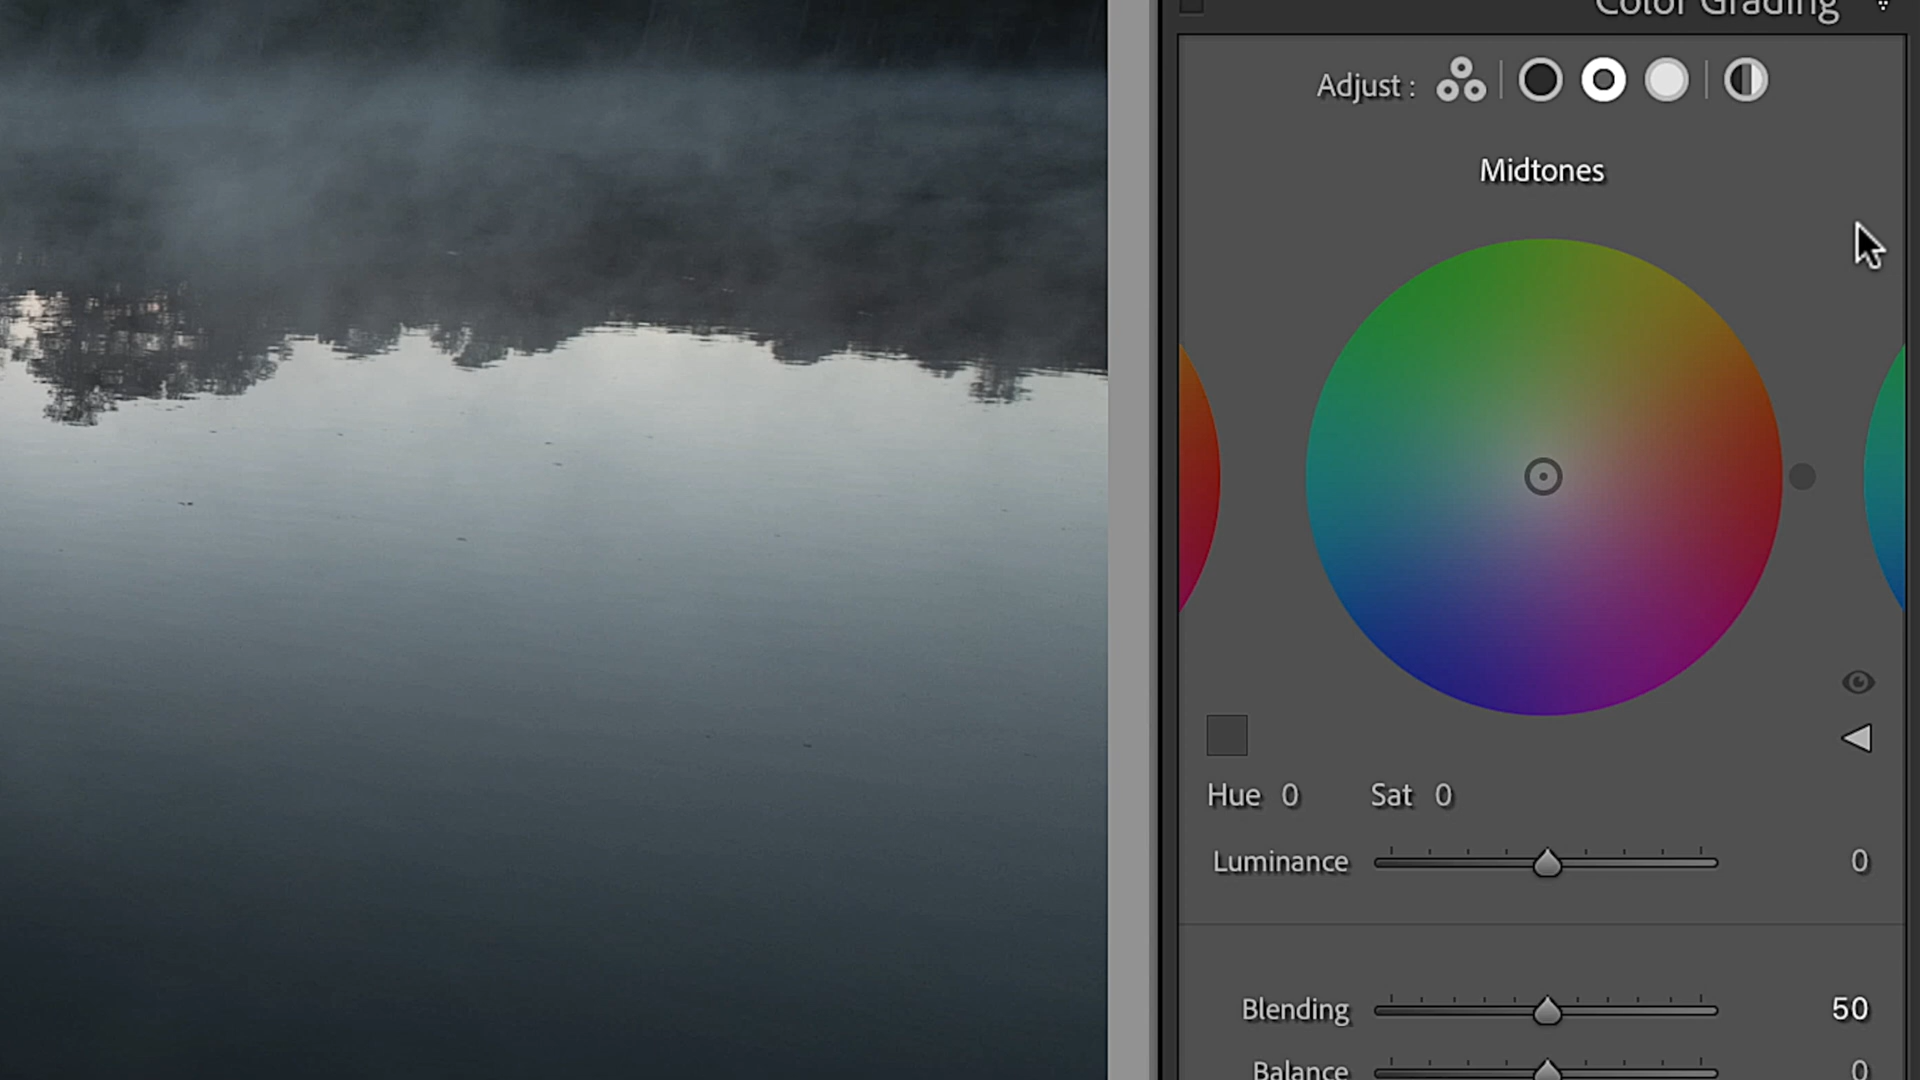 Color Grading
Adjust :
Midtones
Hue 0 Sat 0
Luminance 0
Blending 50
Balance 0